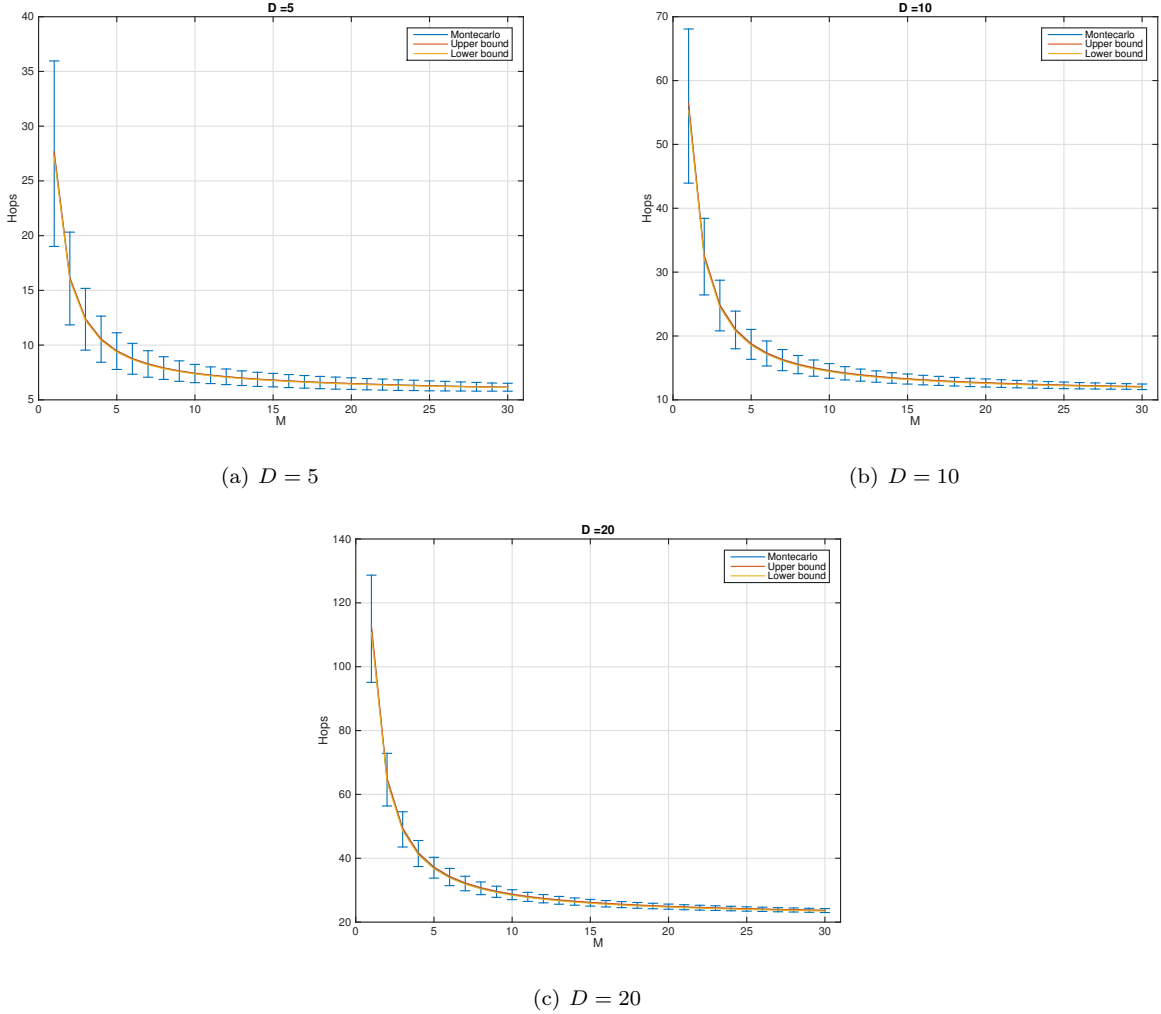 D =5
40
35
30
25
20
15
10
5
Hops
0
5
10
15
20
25
30
M
Montecarlo
Upper bound
Lower bound
(a) D = 5
D =10
70
60
50
40
30
20
10
Hops
0
5
10
15
20
25
30
M
Montecarlo
Upper bound
Lower bound
(b) D = 10
D =20
140
120
100
80
60
40
20
Hops
0
5
10
15
20
25
30
M
Montecarlo
Upper bound
Lower bound
(c) D = 20